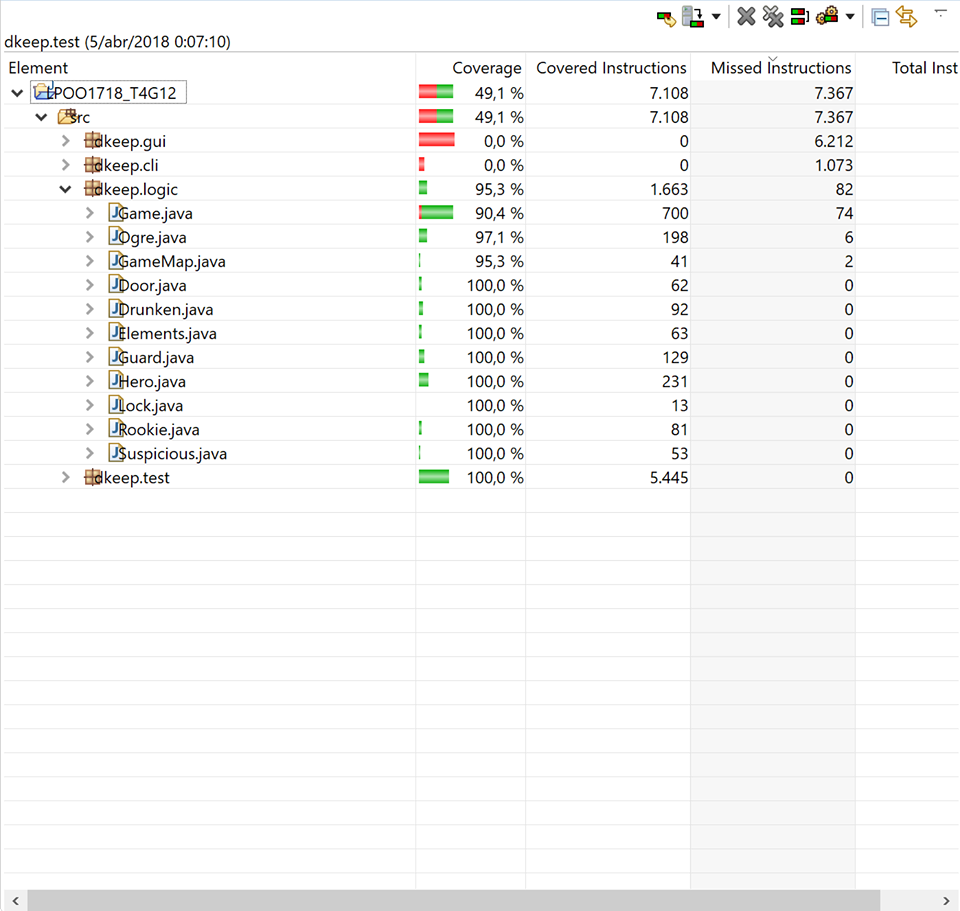 dkeep.test (5/abr/2018 0:07:10)
Element Coverage Covered Instructions Missed Instructions Total Inst
LPOO1718_T4G12 49,1 % 7.108 7.367
src 49,1 % 7.108 7.367
dkeep.gui 0,0 % 0 6.212
dkeep.cli 0,0 % 0 1.073
dkeep.logic 95,3 % 1.663 82
Game.java 90,4 % 700 74
Ogre.java 97,1 % 198 6
GameMap.java 95,3 % 41 2
Door.java 100,0 % 62 0
Drunken.java 100,0 % 92 0
Elements.java 100,0 % 63 0
Guard.java 100,0 % 129 0
Hero.java 100,0 % 231 0
Lock.java 100,0 % 13 0
Rookie.java 100,0 % 81 0
Suspicious.java 100,0 % 53 0
dkeep.test 100,0 % 5.445 0